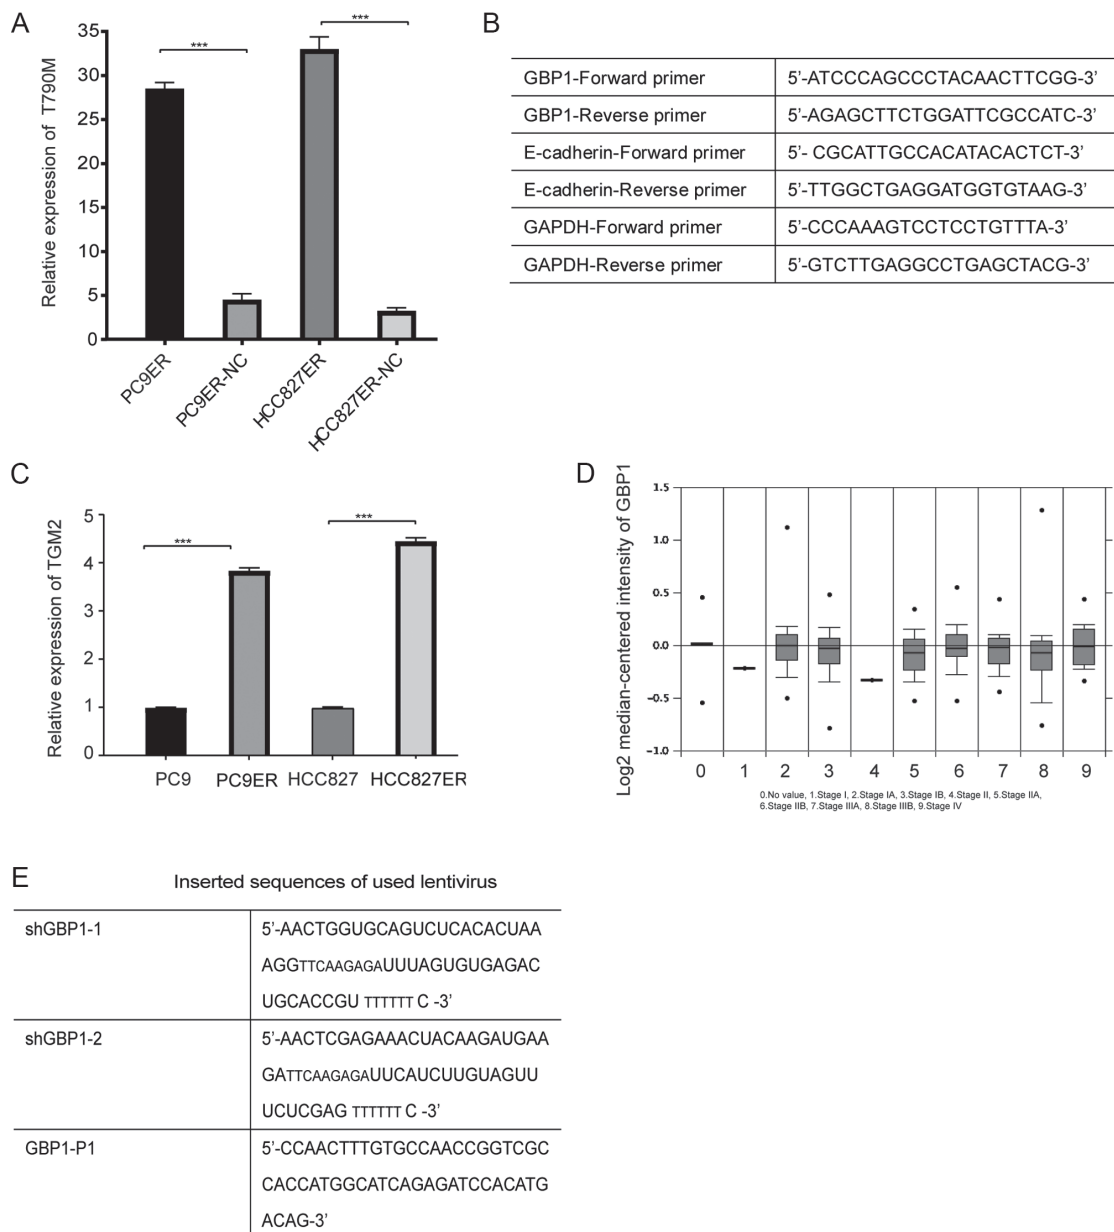 A
Relative expression of T790M
35
30
25
20
15
10
5
0
***
***
PC9ER
PC9ER-NC
HCC827ER
HCC827ER-NC
B
GBP1-Forward primer 5'-ATCCCAGCCCTACAACTTCGG-3'
GBP1-Reverse primer 5'-AGAGCTTCTGGATTCGCCATC-3'
E-cadherin-Forward primer 5'- CGCATTGCCACATACACTCT-3'
E-cadherin-Reverse primer 5'-TTGGCTGAGGATGGTGTAAG-3'
GAPDH-Forward primer 5'-CCCAAAGTCCTCCTGTTTA-3'
GAPDH-Reverse primer 5'-GTCTTGAGGCCTGAGCTACG-3'
C
Relative expression of TGM2
5
4
3
2
1
0
***
***
PC9
PC9ER
HCC827
HCC827ER
D
Log2 median-centered intensity of GBP1
1.5
1.0
0.5
0.0
-0.5
-1.0
0 1 2 3 4 5 6 7 8 9
0.No value, 1.Stage I, 2.Stage IA, 3.Stage IB, 4.Stage II, 5.Stage IIA,
6.Stage IIB, 7.Stage IIIA, 8.Stage IIIB, 9.Stage IV
E
Inserted sequences of used lentivirus
shGBP1-1 5'-AACTGGUGCAGUCUCACACUAA
AGGTTCAAGAGAUUUAGUGUGAGAC
UGCACCGU TTTTTT C -3'
shGBP1-2 5'-AACTCGAGAAACUACAAGAUGAA
GATTCAAGAGAUUCAUCUUGUAGUU
UCUCGAG TTTTTT C -3'
GBP1-P1 5'-CCAACTTTGTGCCAACCGGTCGC
CACCATGGCATCAGAGATCCACATG
ACAG-3'